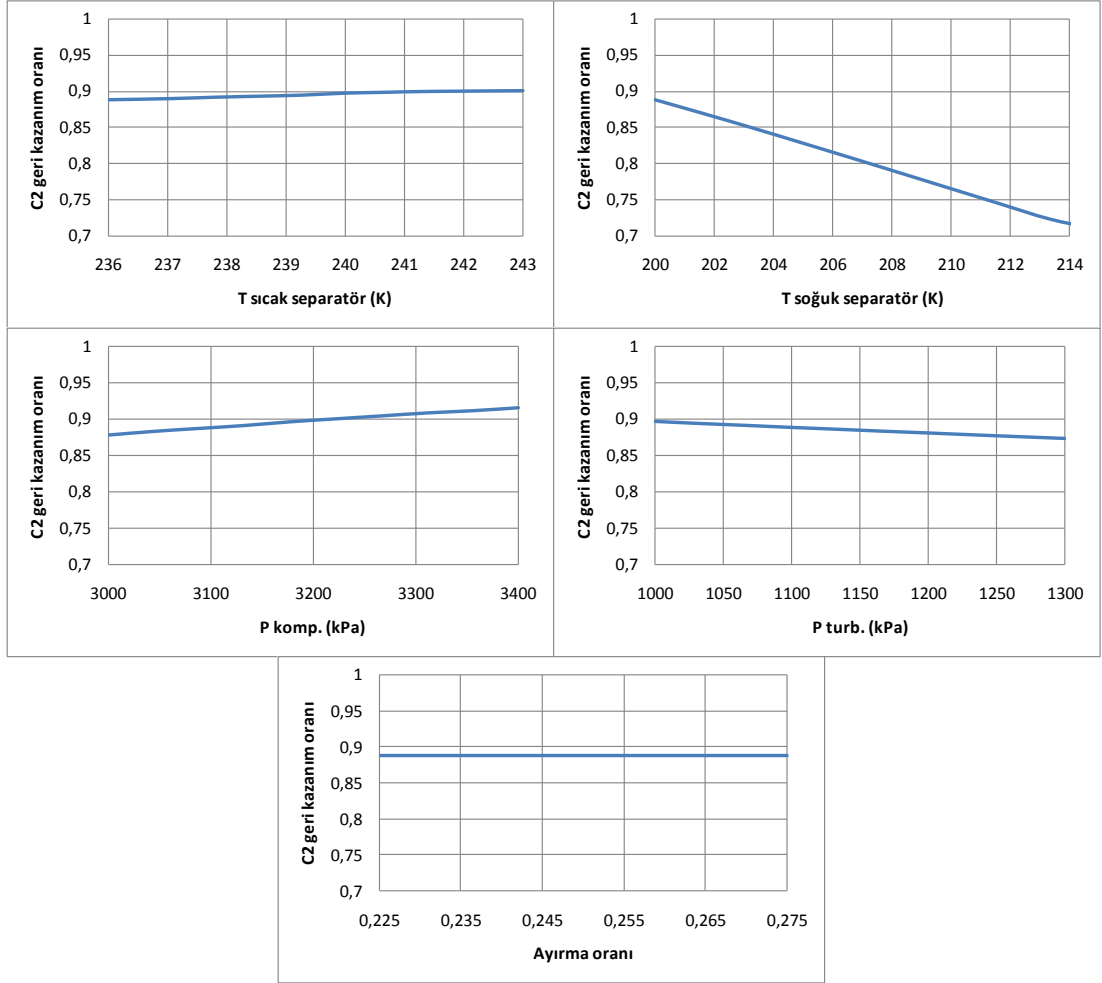 C2 geri kazanım oranı
1
0,95
0,9
0,85
0,8
0,75
0,7
236 237 238 239 240 241 242 243
T sıcak separatör (K)
C2 geri kazanım oranı
1
0,95
0,9
0,85
0,8
0,75
0,7
200 202 204 206 208 210 212 214
T soğuk separatör (K)
C2 geri kazanım oranı
1
0,95
0,9
0,85
0,8
0,75
0,7
3000 3100 3200 3300 3400
P komp. (kPa)
C2 geri kazanım oranı
1
0,95
0,9
0,85
0,8
0,75
0,7
1000 1050 1100 1150 1200 1250 1300
P turb. (kPa)
C2 geri kazanım oranı
1
0,95
0,9
0,85
0,8
0,75
0,7
0,225 0,235 0,245 0,255 0,265 0,275
Ayırma oranı